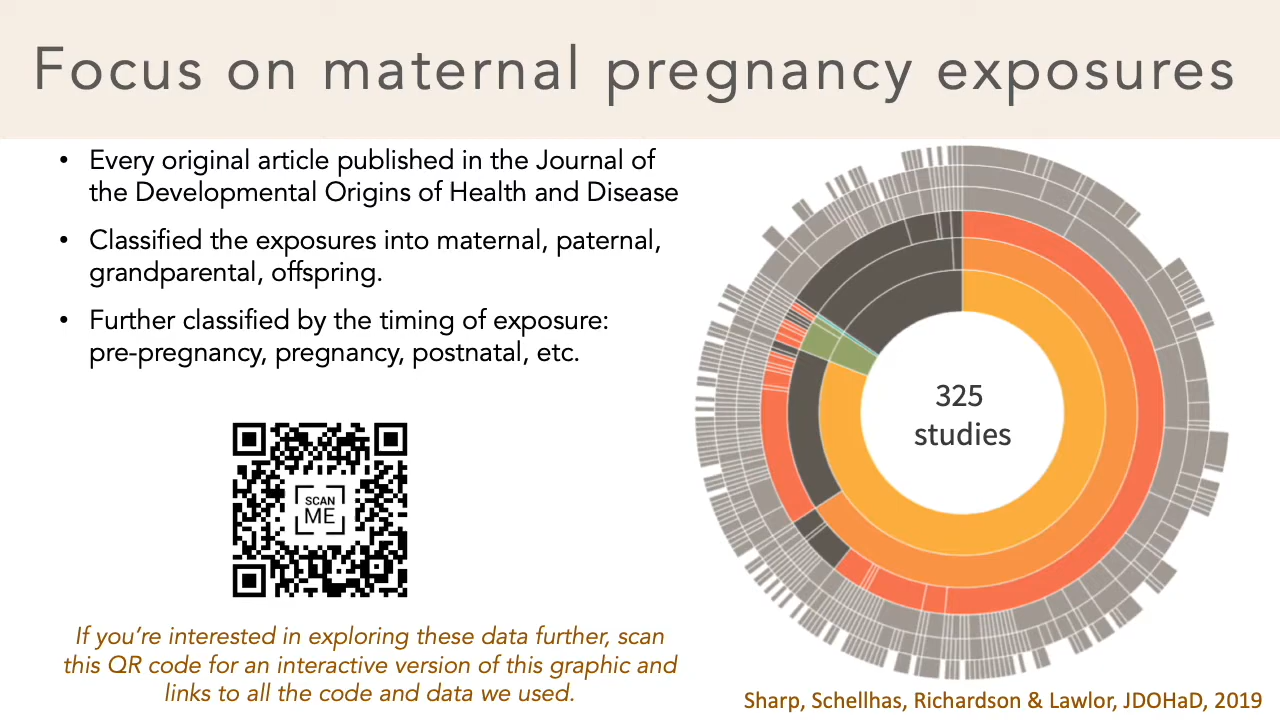 Focus on maternal pregnancy exposures
• Every original article published in the Journal of
the Developmental Origins of Health and Disease
• Classified the exposures into maternal, paternal,
grandparental, offspring.
• Further classified by the timing of exposure:
pre-pregnancy, pregnancy, postnatal, etc.
SCAN
ME
If you’re interested in exploring these data further, scan
this QR code for an interactive version of this graphic and
links to all the code and data we used.
325
studies
Sharp, Schellhas, Richardson & Lawlor, JDOHaD, 2019